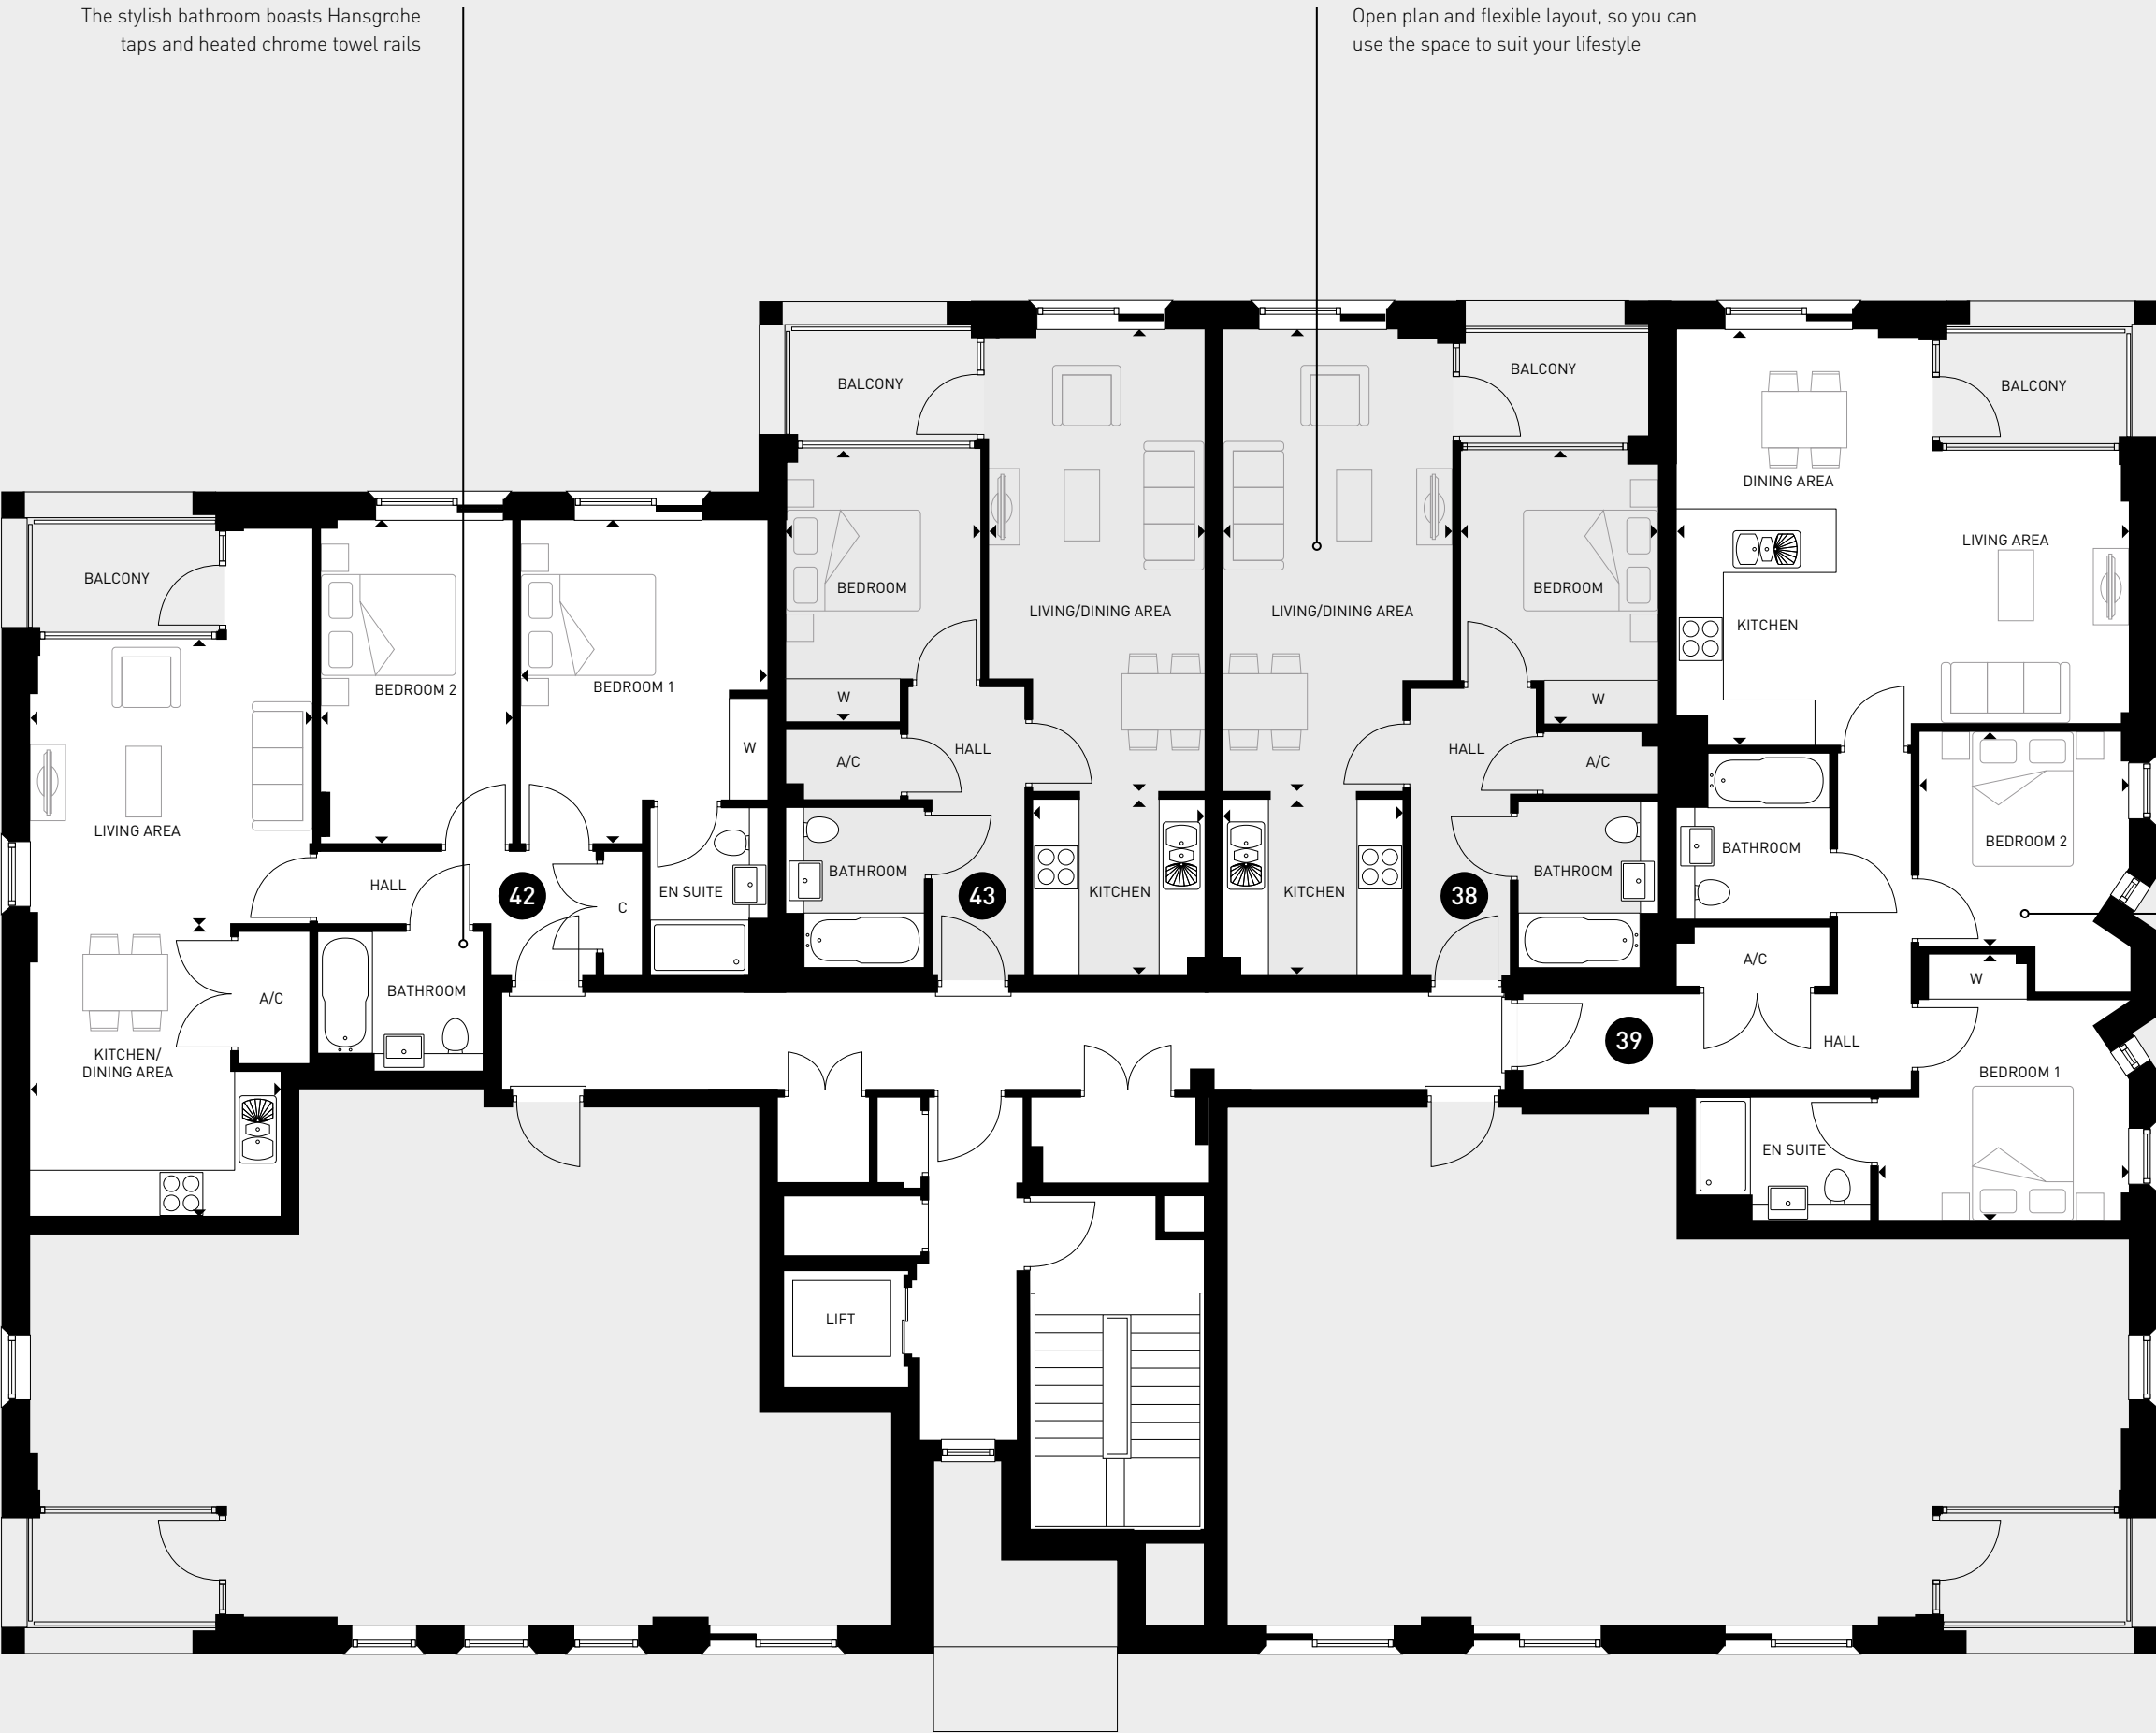 The stylish bathroom boasts Hansgrohe
taps and heated chrome towel rails
Open plan and flexible layout, so you can
use the space to suit your lifestyle
BALCONY
BEDROOM 2
BEDROOM 1
W
LIVING AREA
HALL
42
C
EN SUITE
A/C
BATHROOM
KITCHEN/
DINING AREA
BALCONY
BEDROOM
LIVING/DINING AREA
W
HALL
A/C
BATHROOM
43
KITCHEN
BALCONY
BEDROOM
LIVING/DINING AREA
W
HALL
A/C
BATHROOM
38
KITCHEN
BALCONY
DINING AREA
LIVING AREA
KITCHEN
BATHROOM
BEDROOM 2
A/C
W
39
HALL
BEDROOM 1
EN SUITE
LIFT